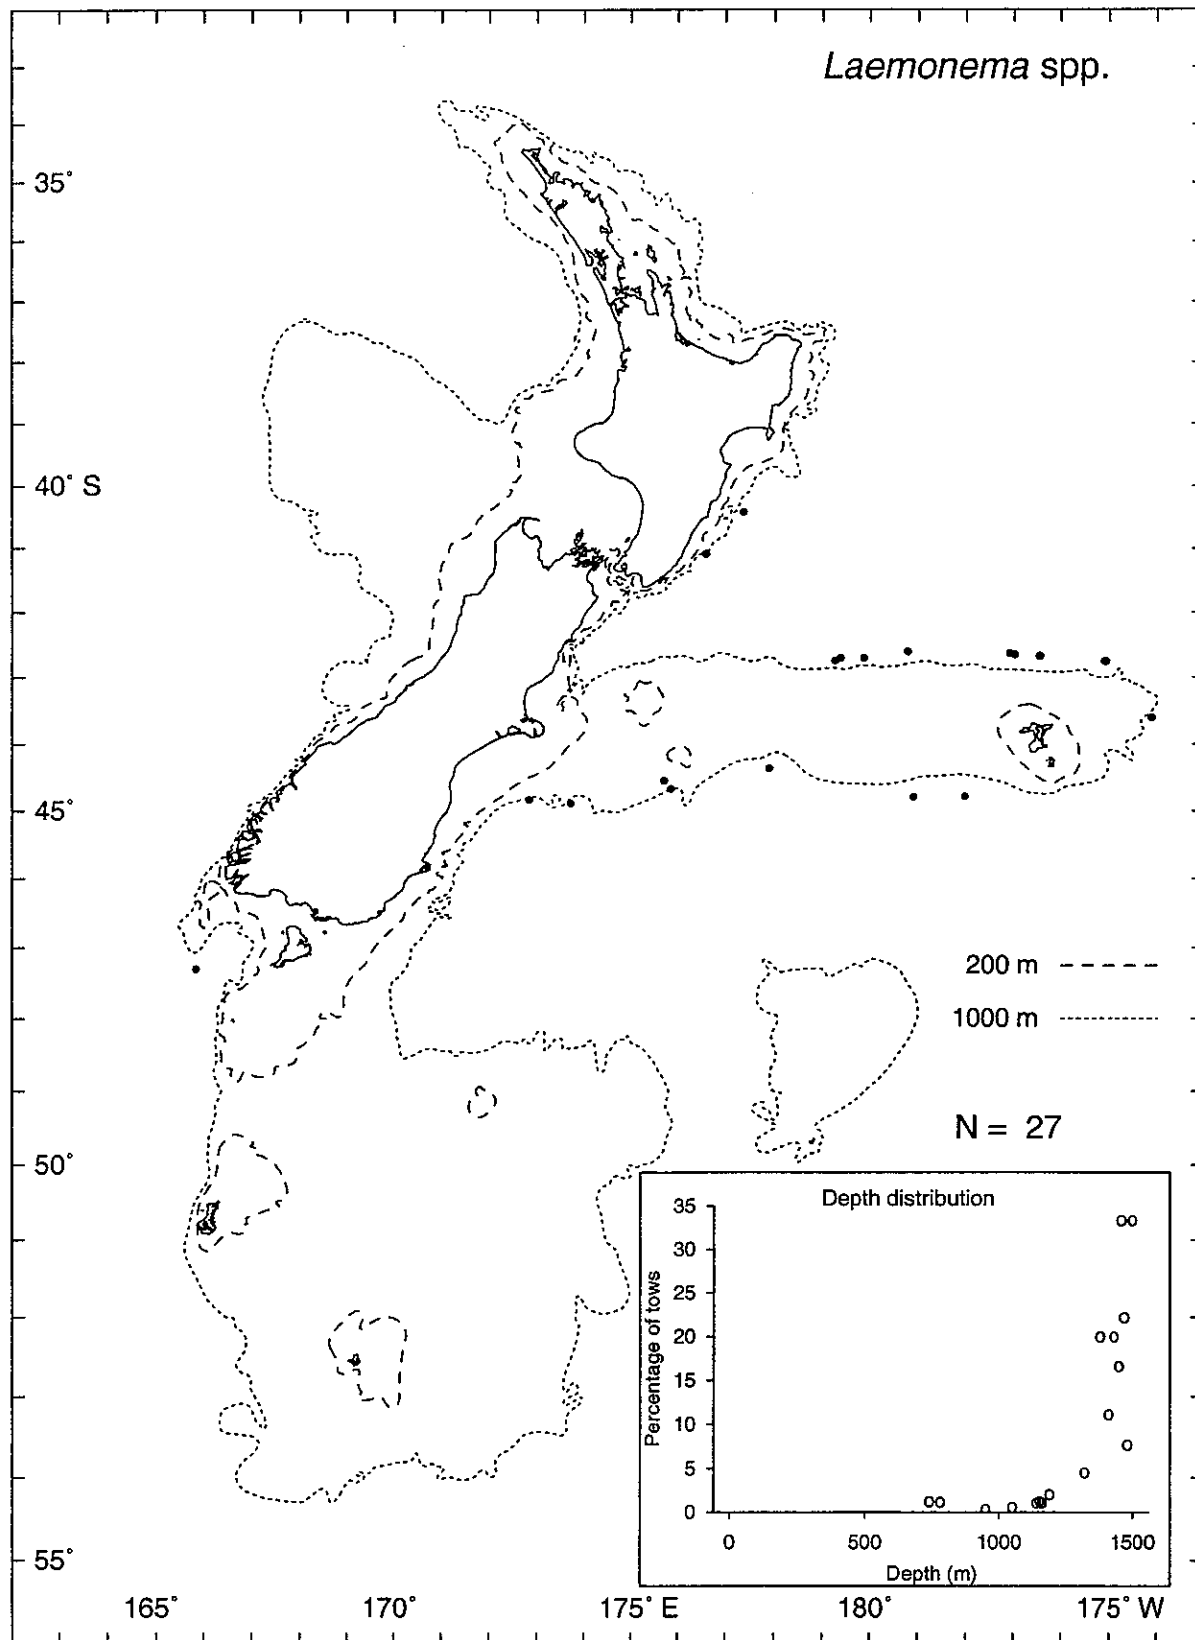 Laemonema spp.
35°
40° S
45°
50°
55°
200 m
1000 m
N = 27
Depth distribution
Percentage of tows
35
30
25
20
15
10
5
0
0 500 1000 1500
Depth (m)
165° 170° 175° E 180° 175° W